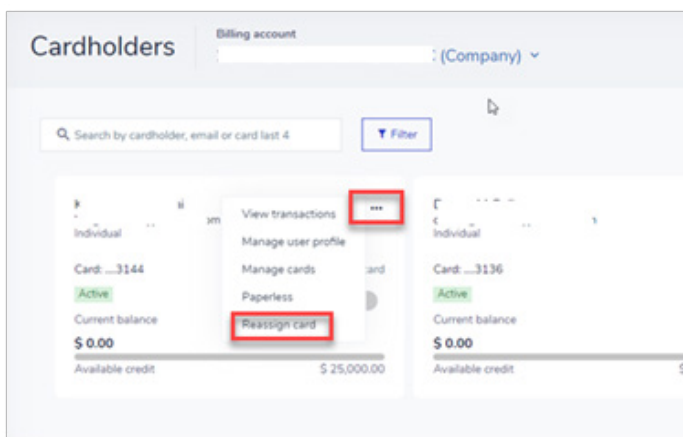 Cardholders
Billing account
(Company)
Search by cardholder, email or card last 4
Filter
...
View transactions
Individual
Manage user profile
Card: ...3144
Manage cards
card
Active
Paperless
Current balance
Reassign card
$ 0.00
Available credit
$ 25,000.00
Individual
Card: ...3136
Active
Current balance
$ 0.00
Available credit